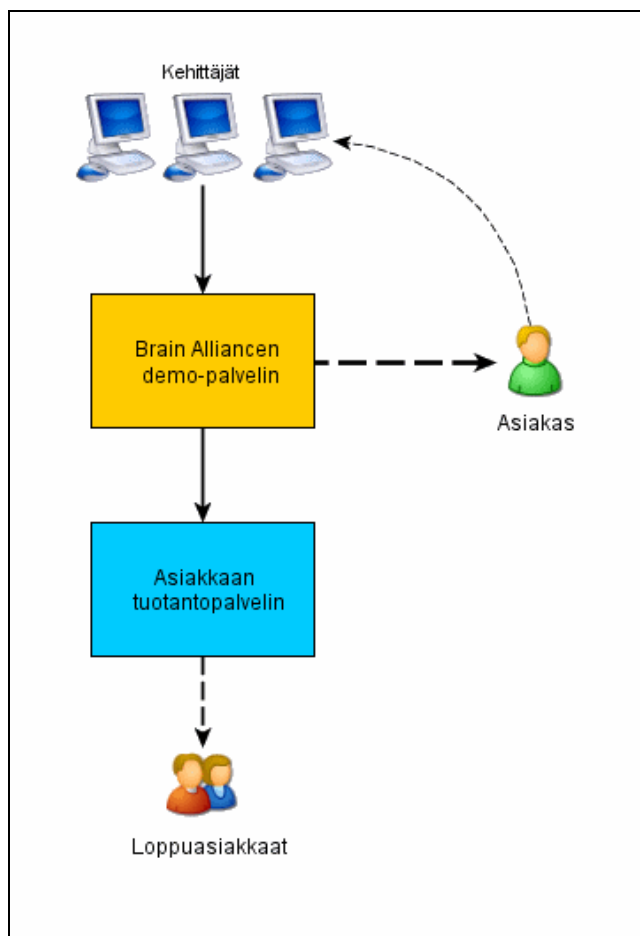 Kehittäjät
Brain Alliancen
demo-palvelin
Asiakas
Asiakkaan
tuotantopalvelin
Loppuasiakkaat